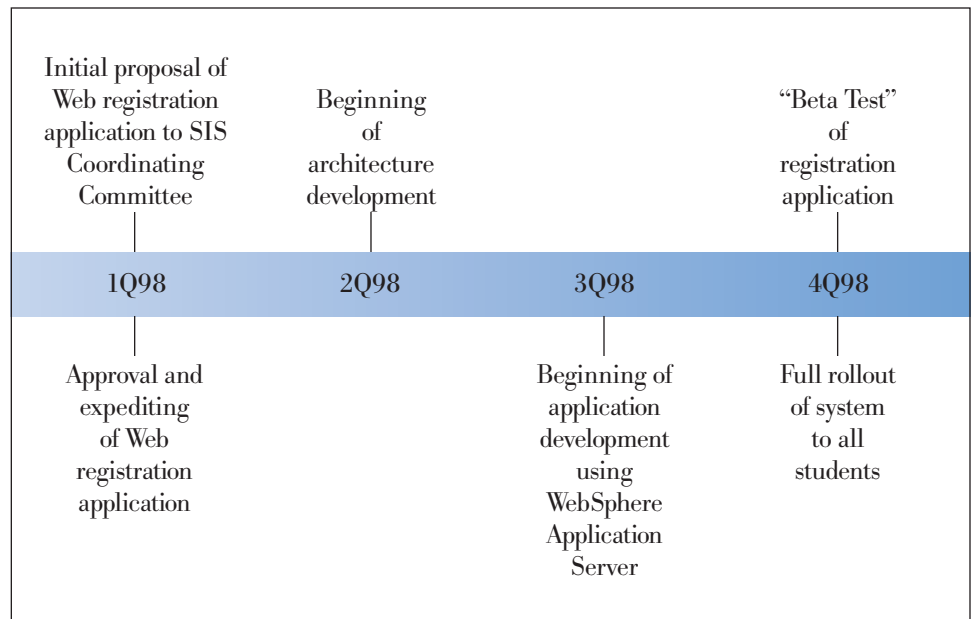 Initial proposal of
Web registration
application to SIS
Coordinating
Committee
Beginning
of
architecture
development
“Beta Test”
of
registration
application
1Q98
2Q98
3Q98
4Q98
Approval and
expediting
of Web
registration
application
Beginning of
application
development
using
WebSphere
Application
Server
Full rollout
of system
to all
students